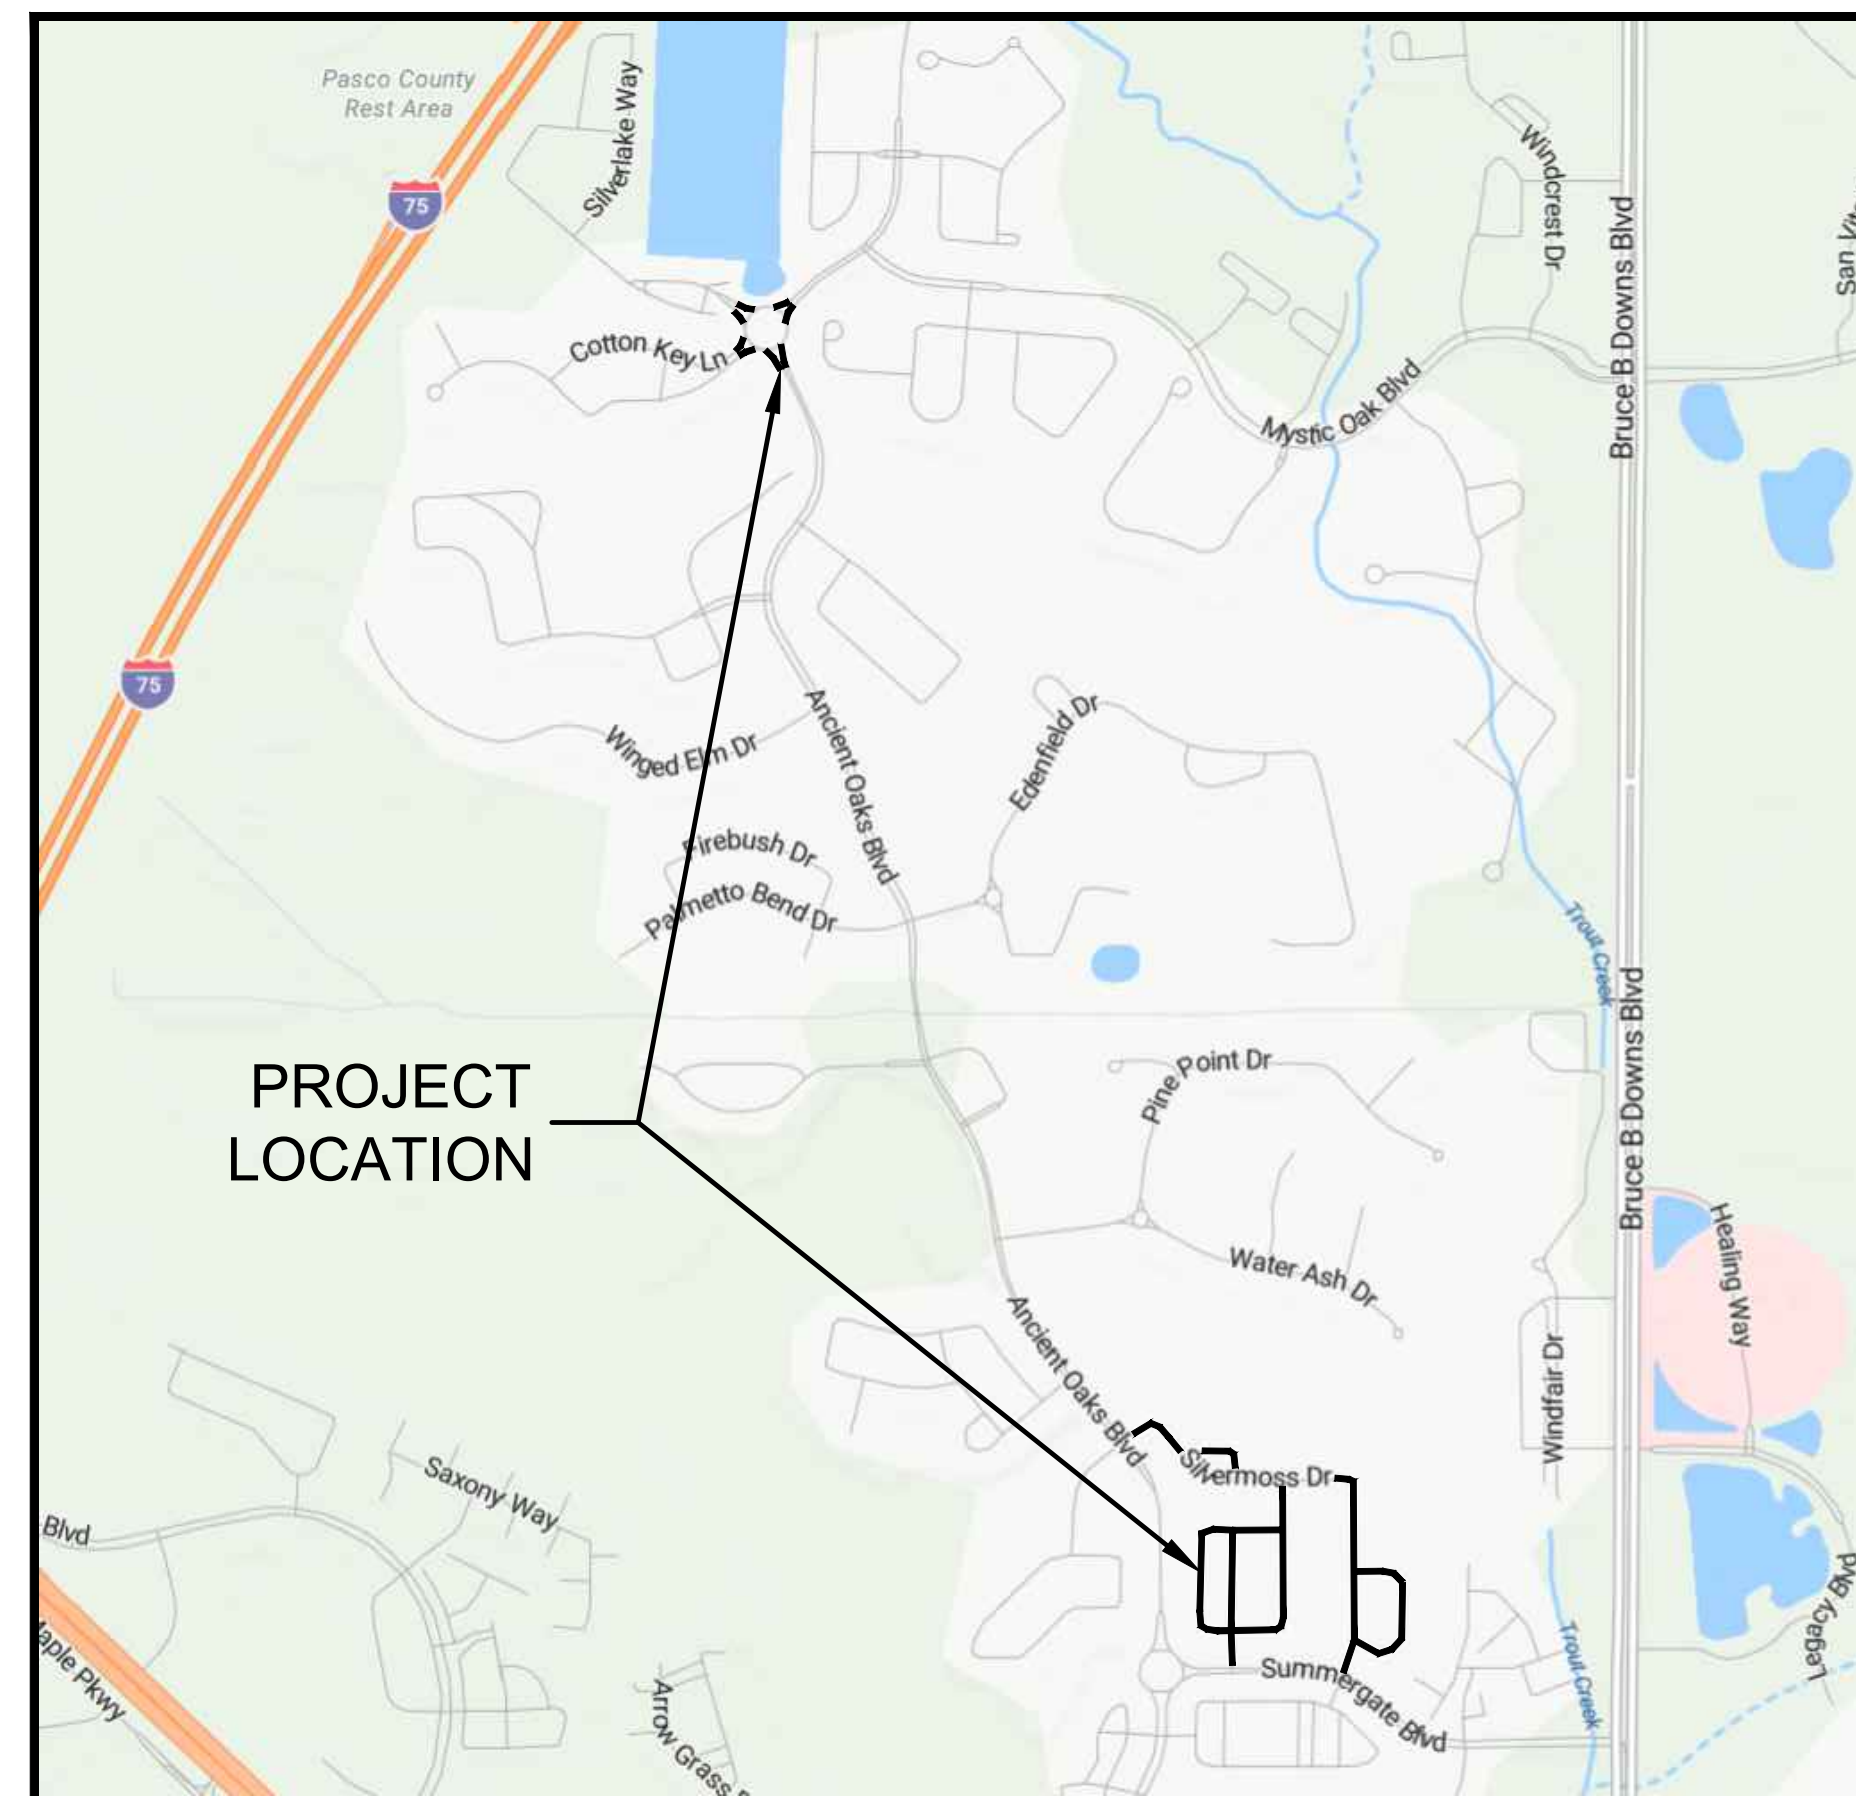 Pasco County
Rest Area
75
Silverlake Way
Windcrest Dr
Bruce B Downs Blvd
Cotton Key Ln
Mystic Oak Blvd
75
Ancient Oaks Blvd
Edenfield Dr
Winged Elm Dr
Firebush Dr
Palmetto Bend Dr
Trout Creek
Bruce B Downs Blvd
PROJECT
LOCATION
Pine Point Dr
Healing Way
Water Ash Dr
Ancient Oaks Blvd
Windfair Dr
Silvermoss Dr
Saxony Way
Blvd
Legacy Blvd
Trout Creek
Summergate Blvd
Pkwy
Arrow Grass